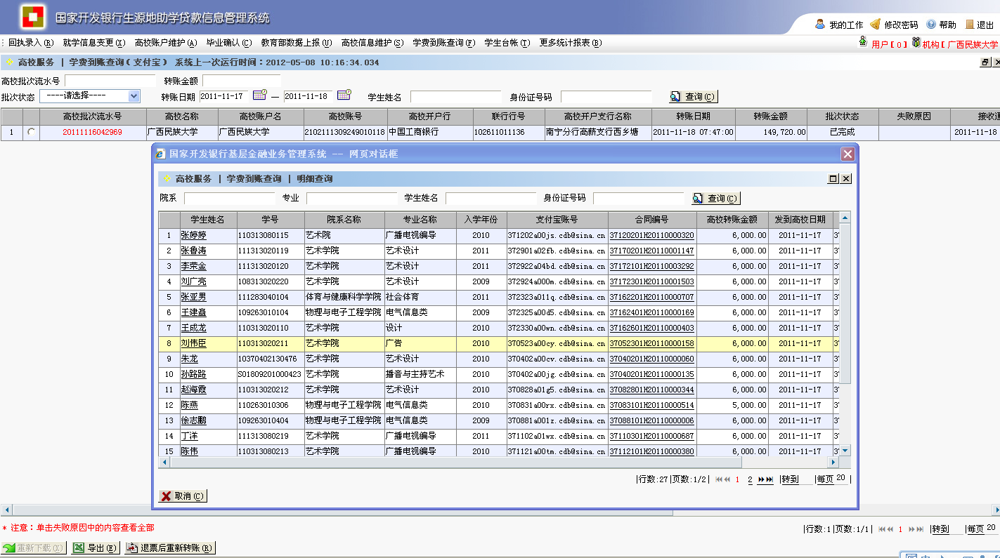 国家开发银行生源地助学贷款信息管理系统
我的工作 修改密码 帮助 退出
回执录入(R) 就学信息变更(X) 高校账户维护(A) 毕业确认(C) 教育部数据上报(U) 高校信息维护(S) 学费到账查询(F) 学生台帐(T) 更多统计报表(B)
用户[0] 机构[广西民族大学
高校服务 | 学费到账查询(支付宝) 系统上一次运行时间：2012-05-08 10:16:34.034
高校批次流水号 转账金额
批次状态 ----请选择---- 转账日期 2011-11-17 — 2011-11-18 学生姓名 身份证号码 查询(C)
高校批次流水号 高校名称 高校账户名 高校账号 高校开户行 联行行号 高校开户支行名称 转账日期 转账金额 批次状态 失败原因 接收
1 20111116042969 广西民族大学 广西民族大学 2102111309249010118 中国工商银行 102611011136 南宁分行高薪支行西乡塘 2011-11-18 07:47:00 149,720.00 已完成 2011-11-18
国家开发银行基层金融业务管理系统 -- 网页对话框
高校服务 | 学费到账查询 | 明细查询
院系 专业 学生姓名 身份证号码 查询(C)
学生姓名 学号 院系名称 专业名称 入学年份 支付宝账号 合同编号 高校转账金额 发到高校日期
1 张婷婷 110313080115 艺术院 广播电视编导 2010 371202a00js.cdb@sina.cn 37120201H20110000320 6,000.00 2011-11-17 37
2 张鲁涛 111313020119 艺术学院 艺术设计 2011 372901a02fb.cdb@sina.cn 37170201H20110001147 6,000.00 2011-11-17 37
3 李荣金 111313020120 艺术学院 艺术设计 2011 372922a04bd.cdb@sina.cn 37172101H20110003292 6,000.00 2011-11-17 37
4 刘广亮 108313020220 艺术学院 艺术设计 2009 372924a000m.cdb@sina.cn 37172301H20110001503 6,000.00 2011-11-17 37
5 张亚男 111283040104 体育与健康科学学院 社会体育 2011 372323a011q.cdb@sina.cn 37162201H20110000707 6,000.00 2011-11-17 37
6 王建鑫 109263010104 物理与电子工程学院 电气信息类 2009 372325a00d5.cdb@sina.cn 37162401H20110000169 6,000.00 2011-11-17 37
7 王成龙 110313020110 艺术学院 设计 2010 372330a00wn.cdb@sina.cn 37162601H20110000403 6,000.00 2011-11-17 37
8 刘伟臣 110313020211 艺术学院 广告 2010 370523a00cy.cdb@sina.cn 37052301H20110000158 6,000.00 2011-11-17 37
9 朱龙 10370402130476 艺术学院 艺术设计 2010 370402a00cv.cdb@sina.cn 37040201H20110000060 6,000.00 2011-11-17 37
10 孙路路 S01809201000423 艺术学院 播音与主持艺术 2010 370402a00jg.cdb@sina.cn 37040201H20110000135 6,000.00 2011-11-17 37
11 赵海霞 110313020212 艺术学院 艺术设计 2010 370828a01g5.cdb@sina.cn 37082801H20110000344 6,000.00 2011-11-17 37
12 陈燕 110263010306 物理与电子工程学院 电气信息类 2010 370831a00rx.cdb@sina.cn 37083101H20110000514 5,000.00 2011-11-17 37
13 徐志鹏 109263010404 物理与电子工程学院 电气信息类 2009 370881a001z.cdb@sina.cn 37088101H20110000006 6,000.00 2011-11-17 37
14 丁洋 111313080219 艺术学院 广播电视编导 2011 371102a01wx.cdb@sina.cn 37110301H20110000687 6,000.00 2011-11-17 37
15 陈伟 110313080213 艺术学院 广播电视编导 2010 371121a00tm.cdb@sina.cn 37112101H20110000380 6,000.00 2011-11-17 37
|行数:27|页数:1/2| 1 2 |转到 |每页 20 |
取消(C)
* 注意：单击失败原因中的内容查看全部
|行数:1|页数:1/1| 1 |转到 |每页 20
重新下载(X) 导出(E) 退票后重新转账(R)